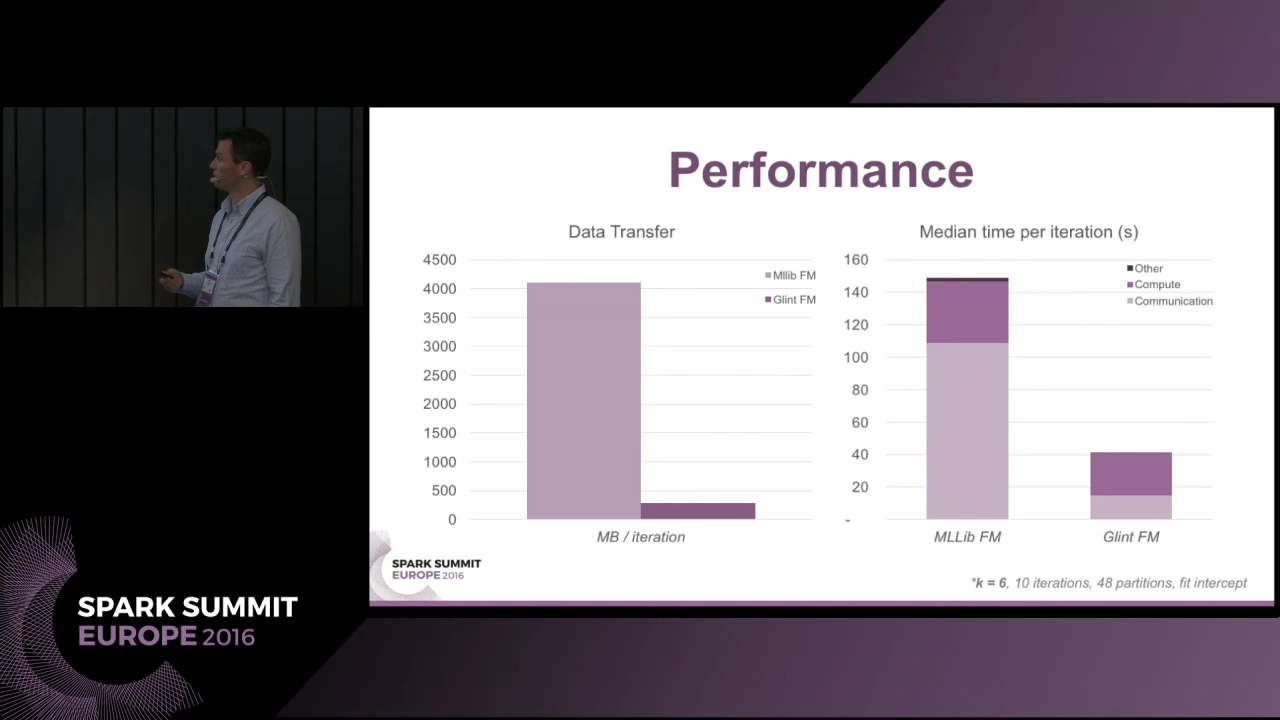 Performance
Data Transfer
4500
4000
3500
3000
2500
2000
1500
1000
500
0
Mllib FM
Glint FM
MB / iteration
Median time per iteration (s)
160
140
120
100
80
60
40
20
-
Other
Compute
Communication
MLLib FM
Glint FM
*k = 6, 10 iterations, 48 partitions, fit intercept
SPARK SUMMIT
EUROPE 2016
SPARK SUMMIT
EUROPE 2016